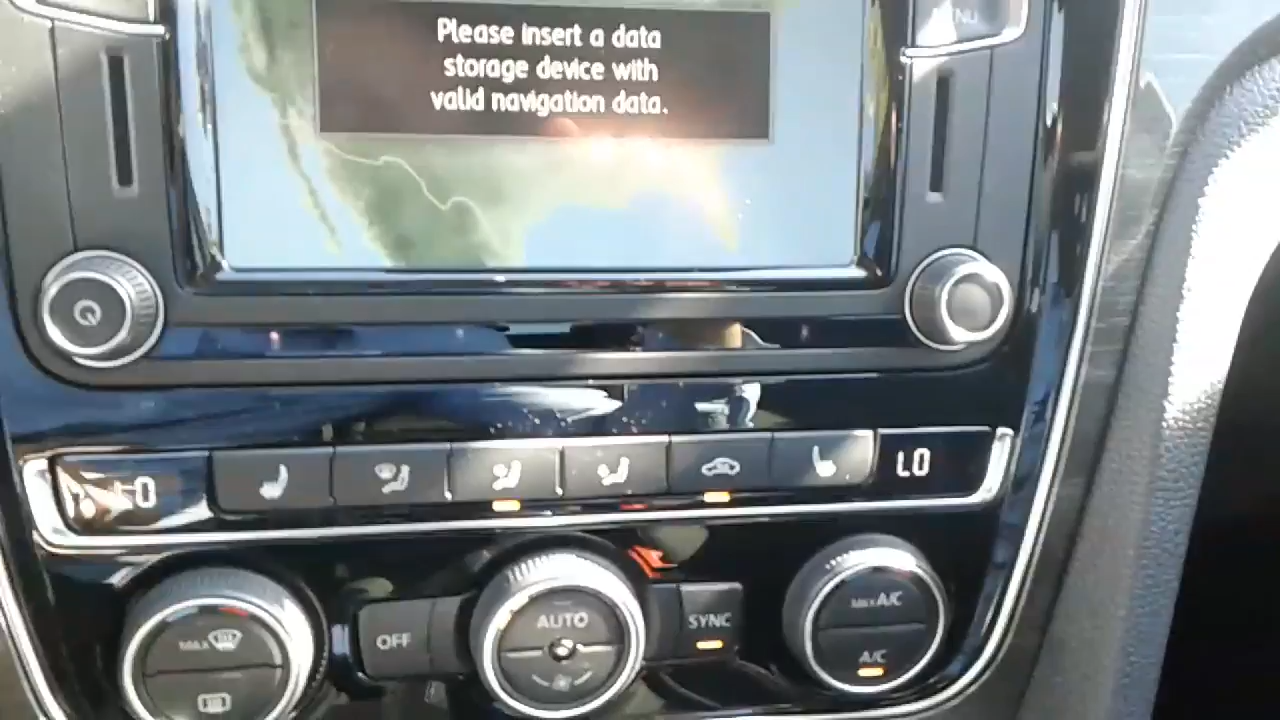 Please insert a data
storage device with
valid navigation data.
LO
LO
MAX
OFF
AUTO
SYNC
MAX A/C
A/C